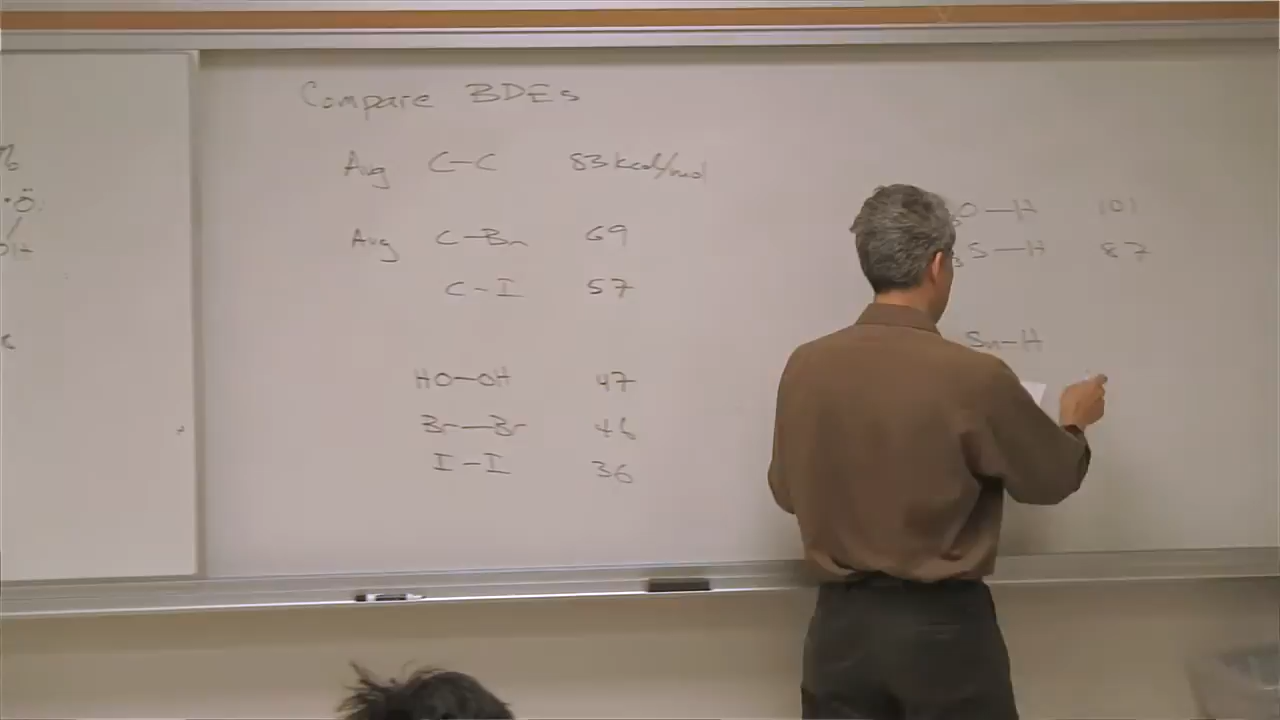 Compare BDEs
Avg C–C 83 kcal/mol
Avg C–Br 69
C–I 57
HO–OH 47
Br–Br 46
I–I 36
O–H 101
3 S–H 87
Sn–H